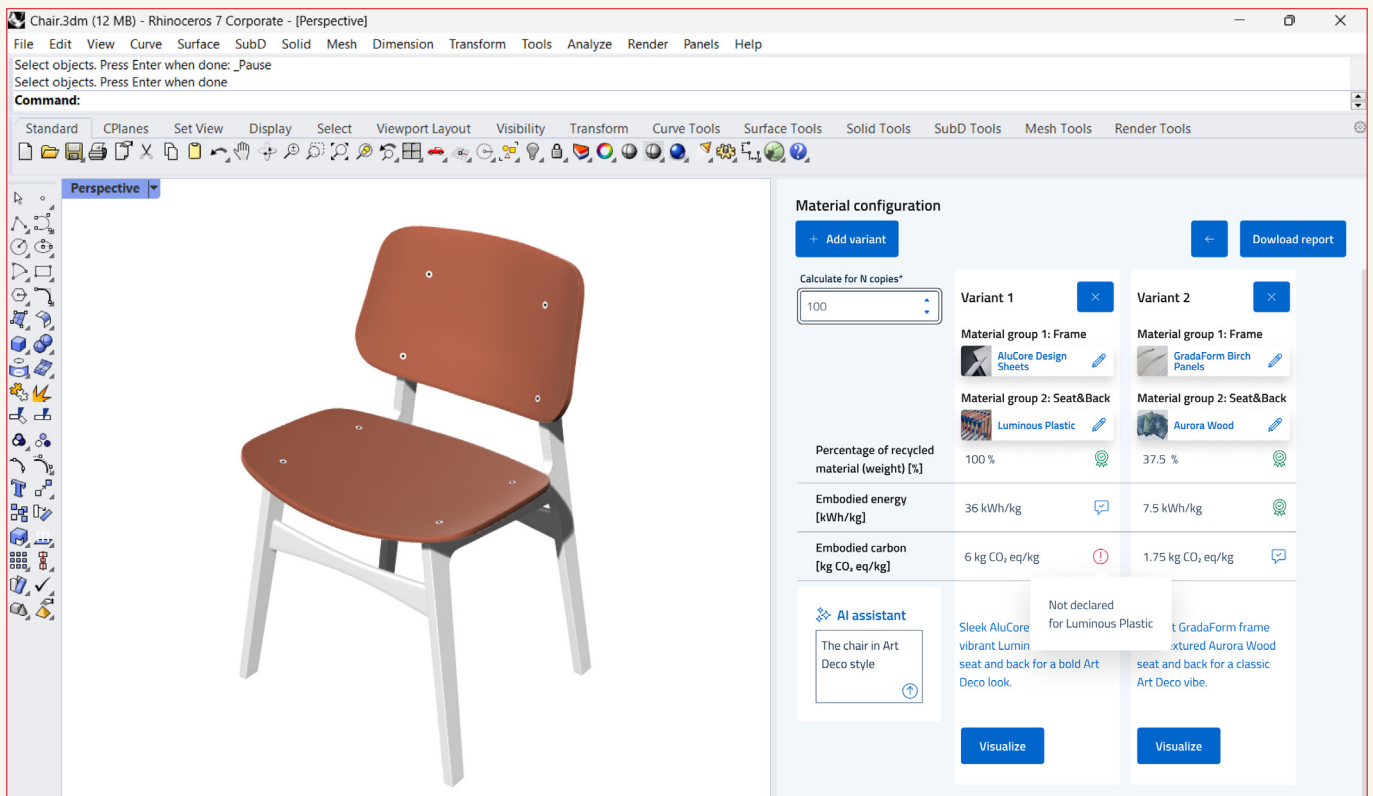 Chair.3dm (12 MB) - Rhinoceros 7 Corporate - [Perspective]
File Edit View Curve Surface SubD Solid Mesh Dimension Transform Tools Analyze Render Panels Help
Select objects. Press Enter when done: _Pause
Select objects. Press Enter when done
Command:
Standard CPlanes Set View Display Select Viewport Layout Visibility Transform Curve Tools Surface Tools Solid Tools SubD Tools Mesh Tools Render Tools
Perspective
Material configuration
+ Add variant
Dowload report
Calculate for N copies*
100
Variant 1
Material group 1: Frame
AluCore Design
Sheets
Material group 2: Seat&Back
Luminous Plastic
Variant 2
Material group 1: Frame
GradaForm Birch
Panels
Material group 2: Seat&Back
Aurora Wood
Percentage of recycled
material (weight) [%]
100 %
37.5 %
Embodied energy
[kWh/kg]
36 kWh/kg
7.5 kWh/kg
Embodied carbon
[kg CO₂ eq/kg]
6 kg CO₂ eq/kg
1.75 kg CO₂ eq/kg
Not declared
for Luminous Plastic
AI assistant
The chair in Art
Deco style
Sleek AluCore
vibrant
seat and back for a bold Art
Deco look.
GradaForm frame
Aurora Wood
seat and back for a classic
Art Deco vibe.
Visualize
Visualize